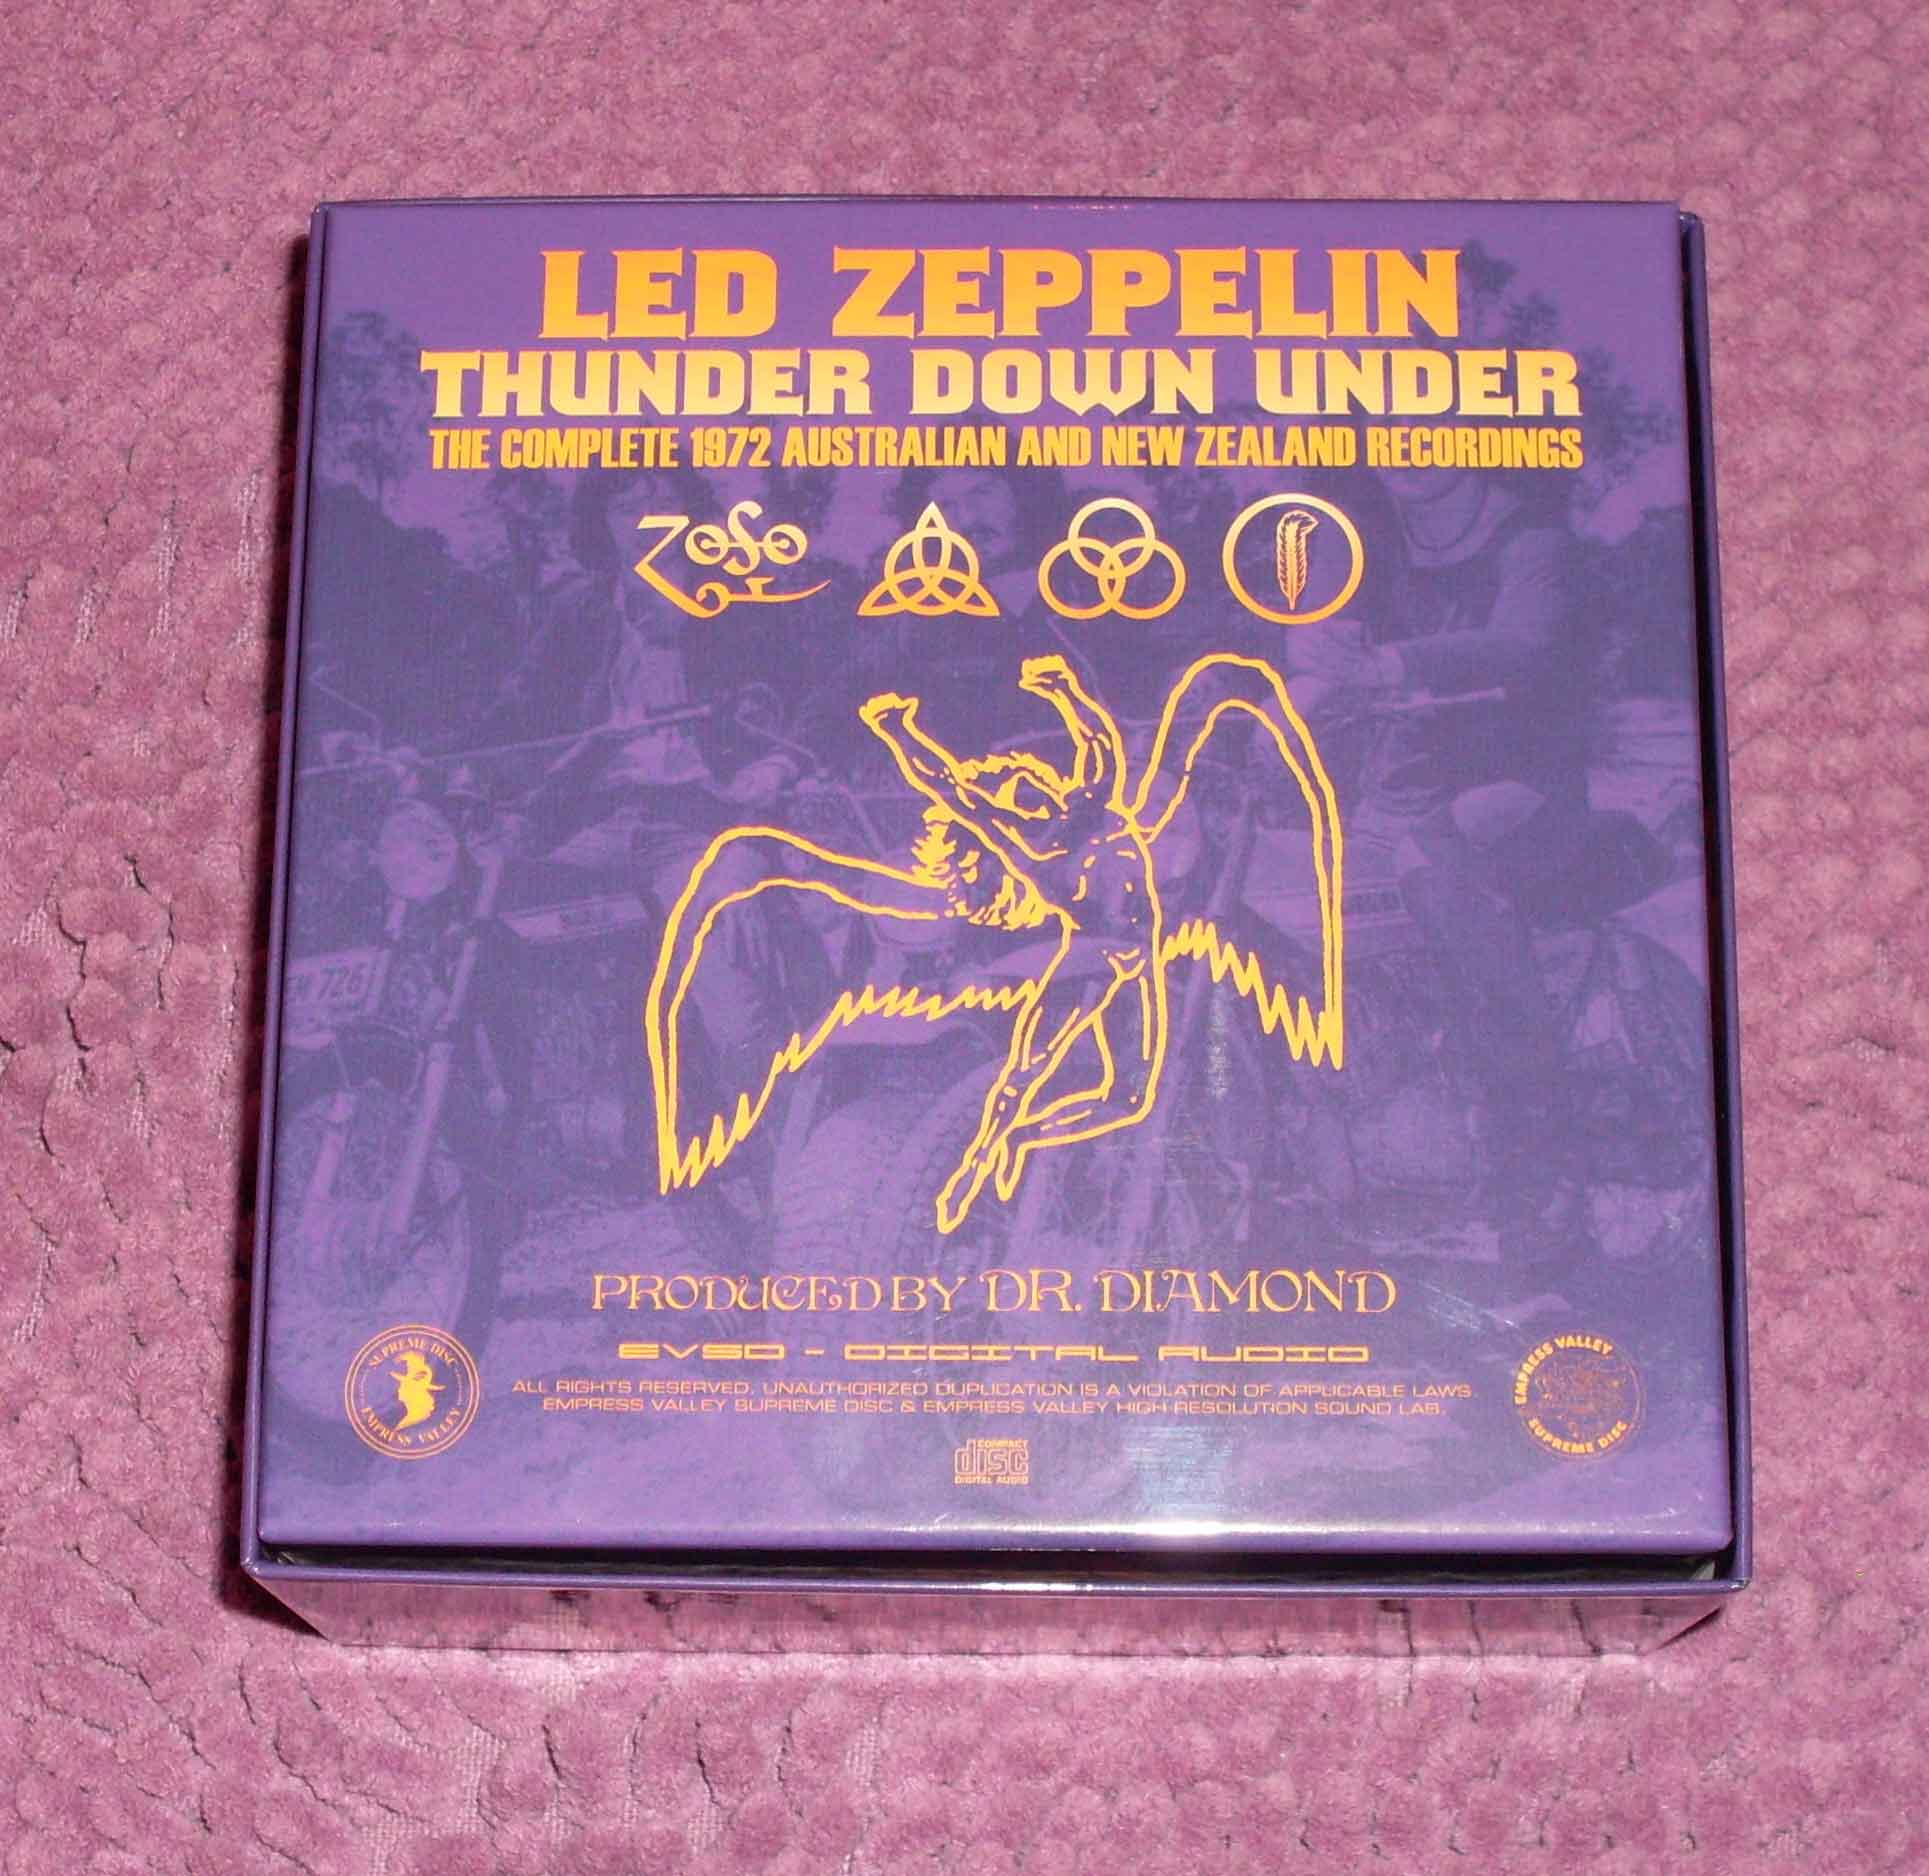 LED ZEPPELIN
THUNDER DOWN UNDER
THE COMPLETE 1972 AUSTRALIAN AND NEW ZEALAND RECORDINGS
ZOSO
726
PRODUCED BY DR. DIAMOND
EVSD - DIGITAL AUDIO
ALL RIGHTS RESERVED. UNAUTHORIZED DUPLICATION IS A VIOLATION OF APPLICABLE LAWS.
EMPRESS VALLEY SUPREME DISC & EMPRESS VALLEY HIGH RESOLUTION SOUND LAB.
SUPREME DISC
EMPRESS VALLEY
EMPRESS VALLEY
SUPREME DISC
COMPACT
disc
DIGITAL AUDIO